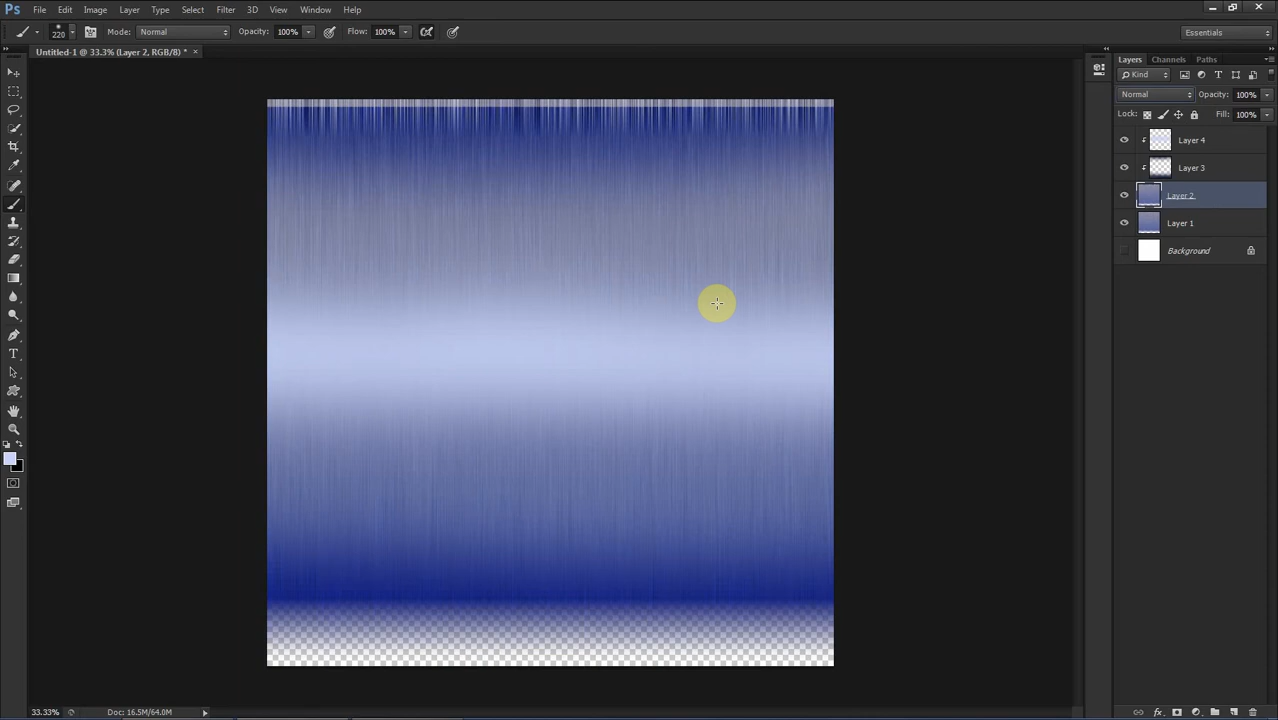 Ps File Edit Image Layer Type Select Filter 3D View Window Help
220 Mode: Normal Opacity: 100% Flow: 100% Essentials
Untitled-1 @ 33.3% (Layer 2, RGB/8) * ×
Layers Channels Paths
Kind
Normal Opacity: 100%
Lock: Fill: 100%
Layer 4
Layer 3
Layer 2
Layer 1
Background
33.33% Doc: 16.5M/64.0M